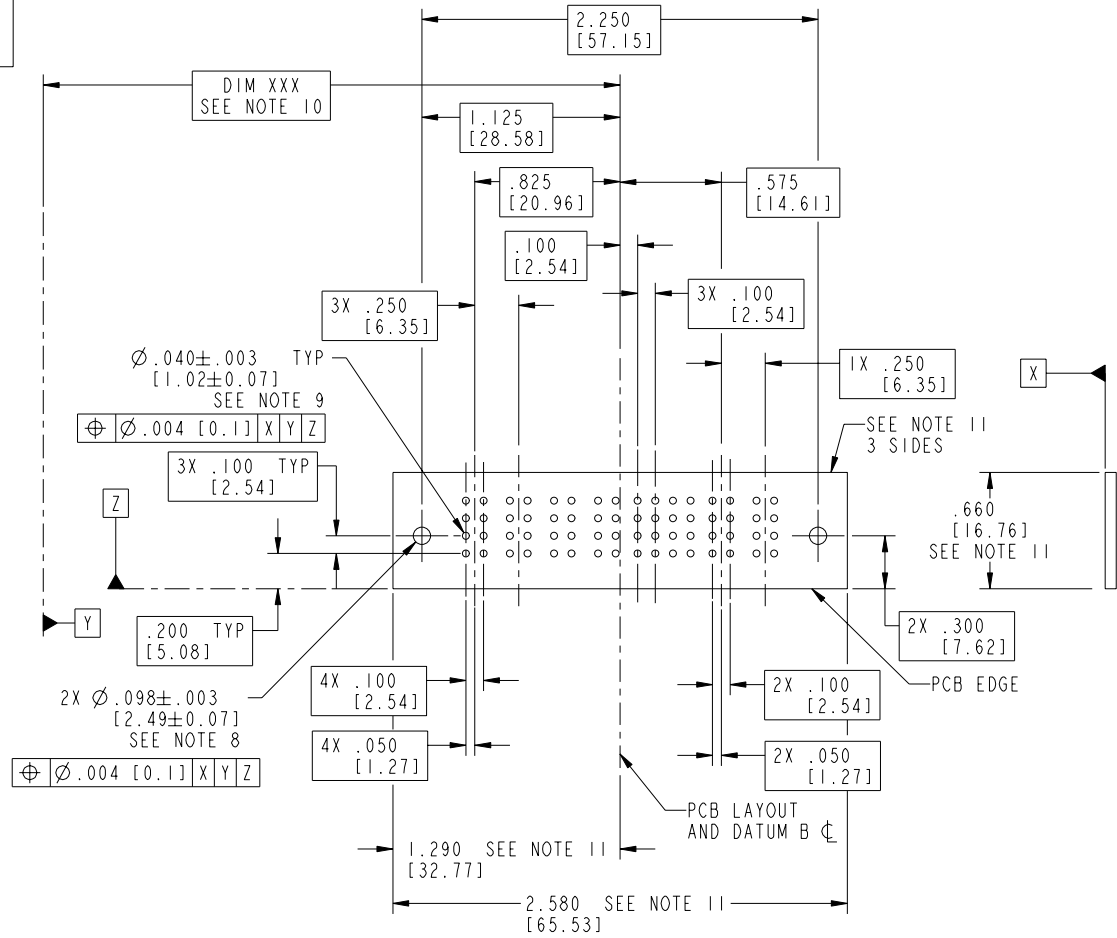 2.250
[57.15]
DIM XXX
SEE NOTE 10
1.125
[28.58]
.825
[20.96]
.575
[14.61]
.100
[2.54]
3X .250
[6.35]
3X .100
[2.54]
Ø.040±.003 TYP
[1.02±0.07]
SEE NOTE 9
⌖ Ø.004 [0.1] X Y Z
1X .250
[6.35]
X
SEE NOTE 11
3 SIDES
3X .100 TYP
[2.54]
Z
.660
[16.76]
SEE NOTE 11
Y
.200 TYP
[5.08]
2X .300
[7.62]
PCB EDGE
2X Ø.098±.003
[2.49±0.07]
SEE NOTE 8
⌖ Ø.004 [0.1] X Y Z
4X .100
[2.54]
2X .100
[2.54]
4X .050
[1.27]
2X .050
[1.27]
PCB LAYOUT
AND DATUM B ℄
1.290 SEE NOTE 11
[32.77]
2.580 SEE NOTE 11
[65.53]